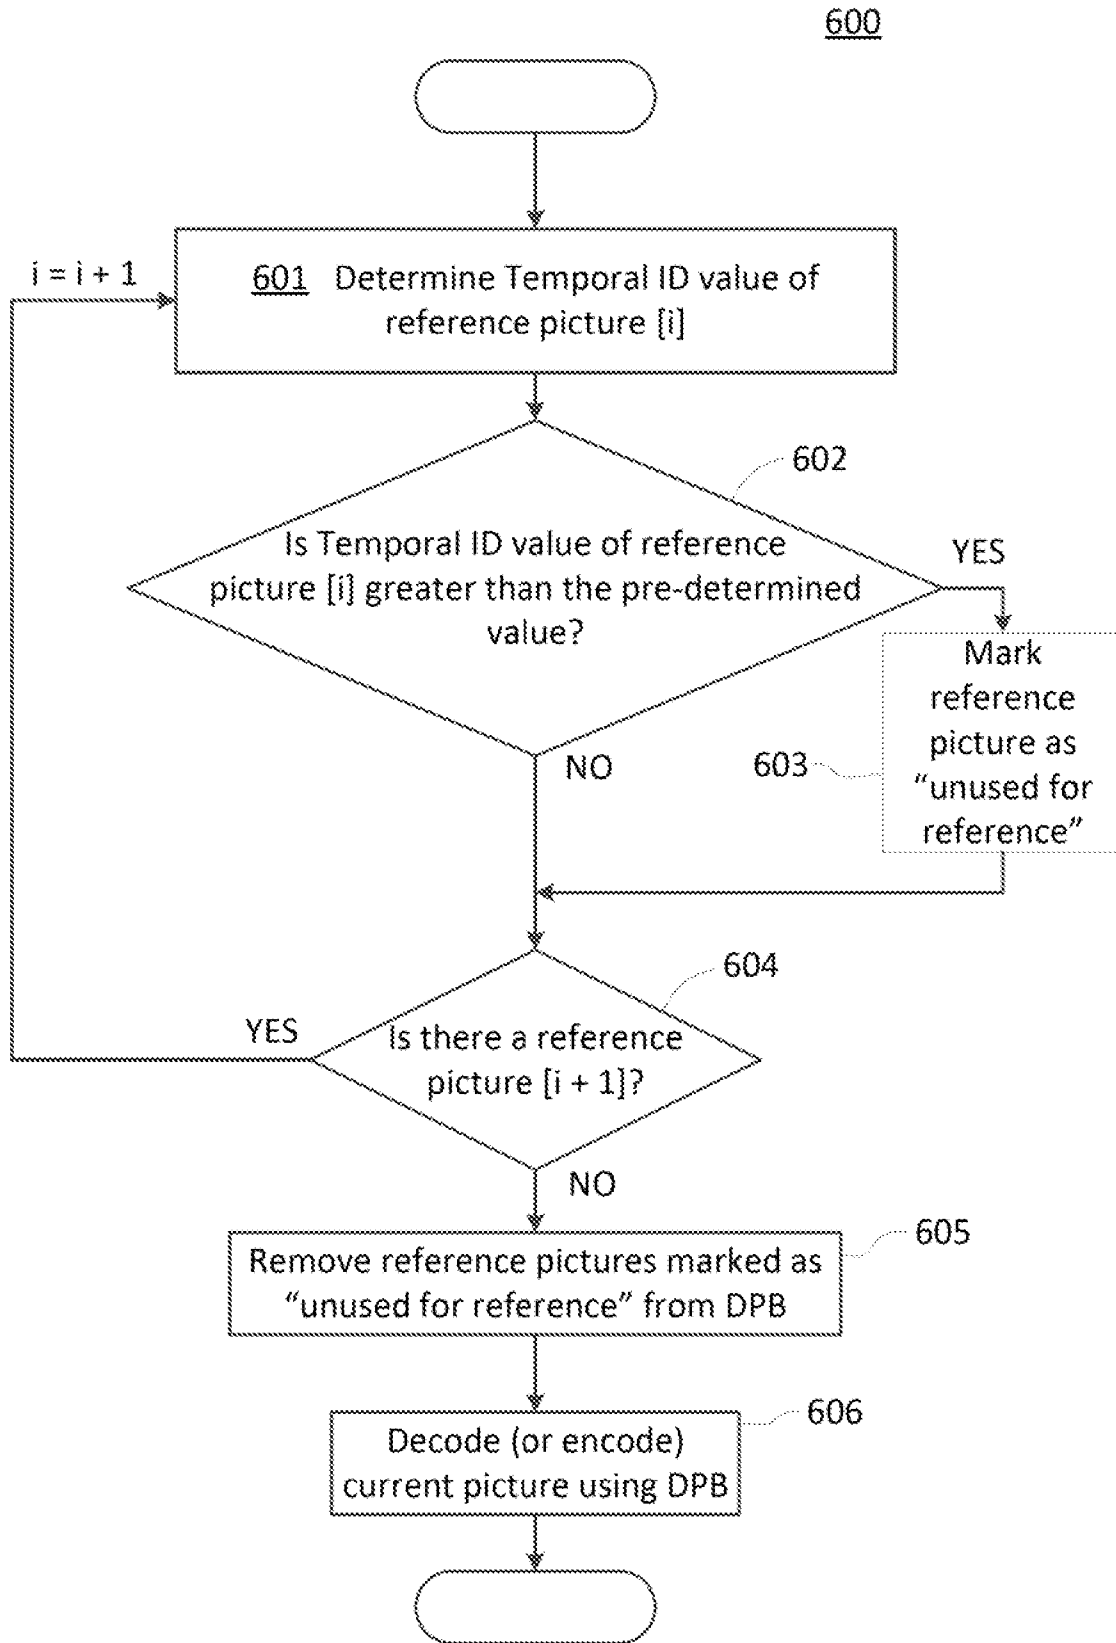 600
i = i + 1
601 Determine Temporal ID value of
reference picture [i]
602
Is Temporal ID value of reference
picture [i] greater than the pre-determined
value?
YES
Mark
reference
picture as
“unused for
reference”
603
NO
604
YES
Is there a reference
picture [i + 1]?
NO
605
Remove reference pictures marked as
“unused for reference” from DPB
606
Decode (or encode)
current picture using DPB